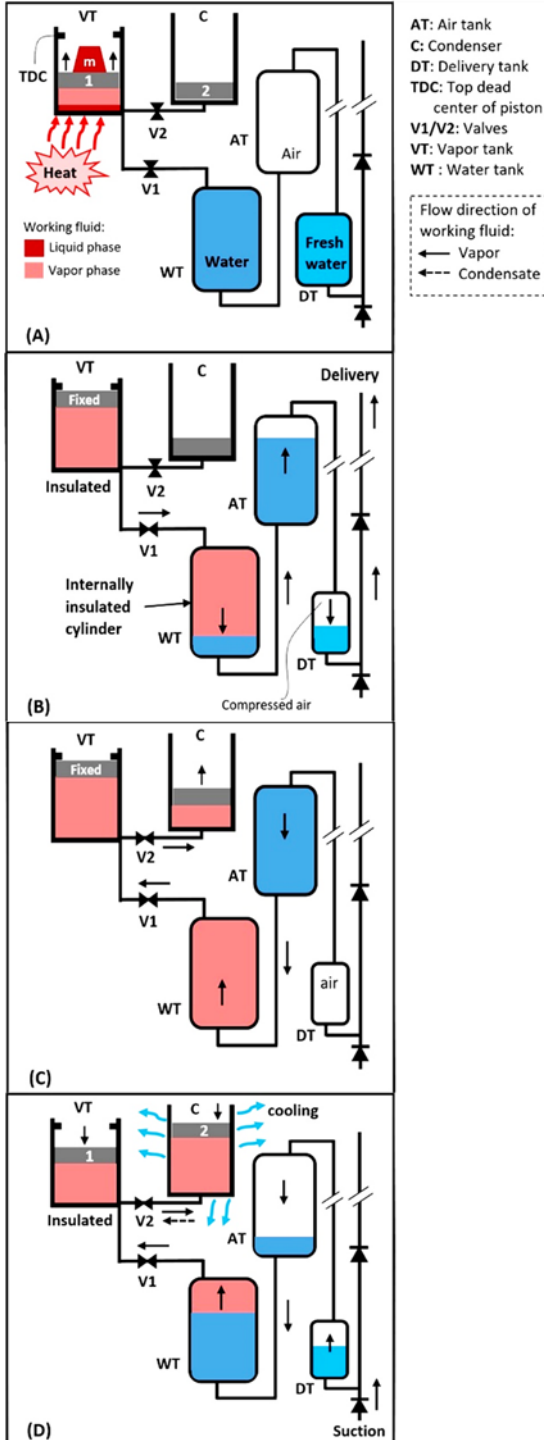 VT
C
TDC
m
1
2
V2
AT
Air
Heat
V1
Working fluid:
Liquid phase
Vapor phase
Water
WT
Fresh
water
DT
(A)
AT: Air tank
C: Condenser
DT: Delivery tank
TDC: Top dead
center of piston
V1/V2: Valves
VT: Vapor tank
WT : Water tank
Flow direction of
working fluid:
Vapor
Condensate
VT
C
Delivery
Fixed
Insulated
V2
AT
V1
Internally
insulated
cylinder
WT
DT
Compressed air
(B)
VT
C
Fixed
V2
AT
V1
WT
air
DT
(C)
VT
C
cooling
2
1
Insulated
V2
AT
V1
WT
DT
Suction
(D)